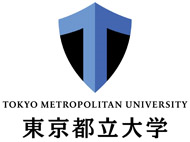 TOKYO METROPOLITAN UNIVERSITY
東京都立大学